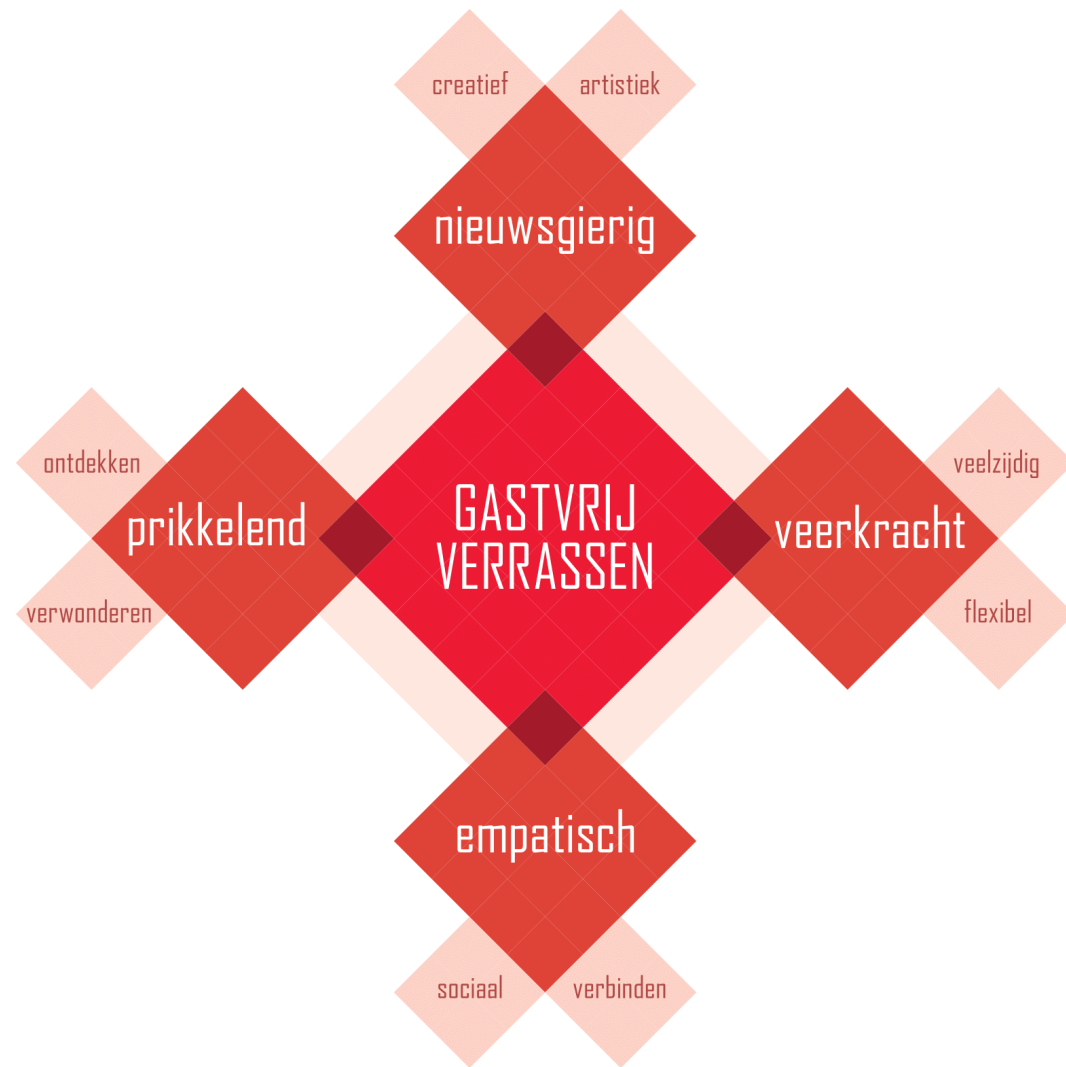 creatief
artistiek
nieuwsgierig
ontdekken
prikkelend
verwonderen
GASTVRIJ
VERRASSEN
veelzijdig
veerkracht
flexibel
empatisch
sociaal
verbinden